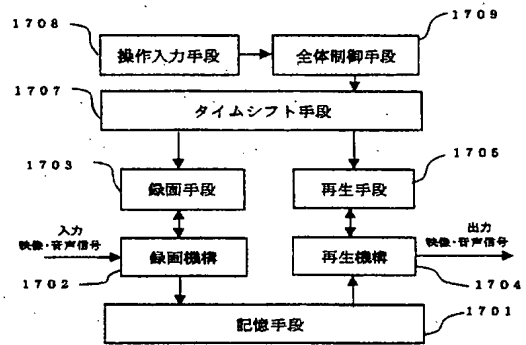 1708
1709
操作入力手段
全体制御手段
1707
タイムシフト手段
1703
1705
録画手段
再生手段
入力
映像・音声信号
録画機構
再生機構
出力
映像・音声信号
1702
1704
1701
記憶手段